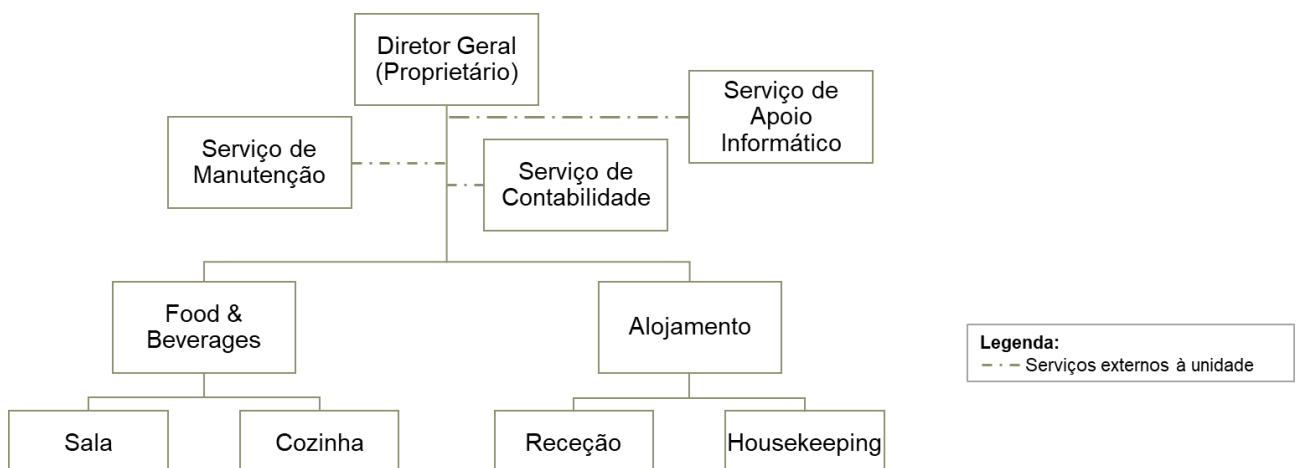 Diretor Geral
(Proprietário)
Serviço de
Apoio
Informático
Serviço de
Manutenção
Serviço de
Contabilidade
Food &
Beverages
Alojamento
Legenda:
Serviços externos à unidade
Sala
Cozinha
Receção
Housekeeping